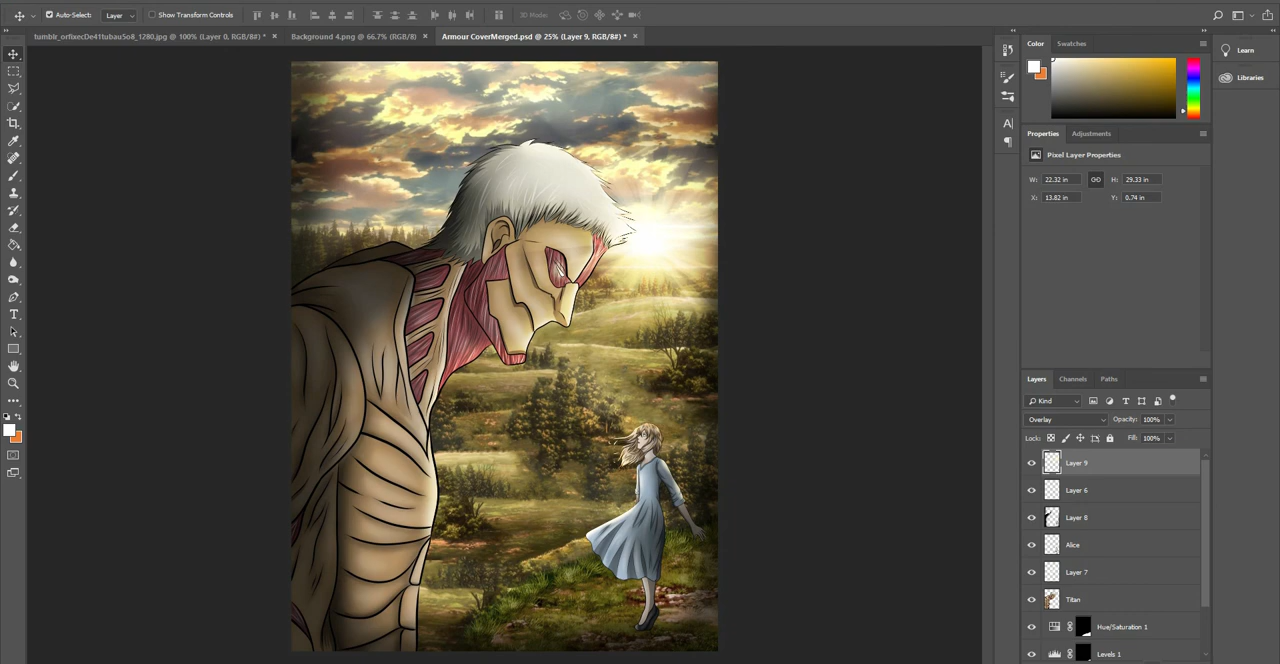 Auto-Select: Layer Show Transform Controls 3D Mode:
tumblr_orfixecDe41tubau5o8_1280.jpg @ 100% (Layer 0, RGB/8#) * × Background 4.png @ 66.7% (RGB/8) × Armour CoverMerged.psd @ 25% (Layer 9, RGB/8#) * ×
Color Swatches
Learn
Libraries
Properties Adjustments
Pixel Layer Properties
W: 22.32 in H: 29.33 in
X: 13.82 in Y: 0.74 in
Layers Channels Paths
Kind
Overlay Opacity: 100%
Lock: Fill: 100%
Layer 9
Layer 6
Layer 8
Alice
Layer 7
Titan
Hue/Saturation 1
Levels 1